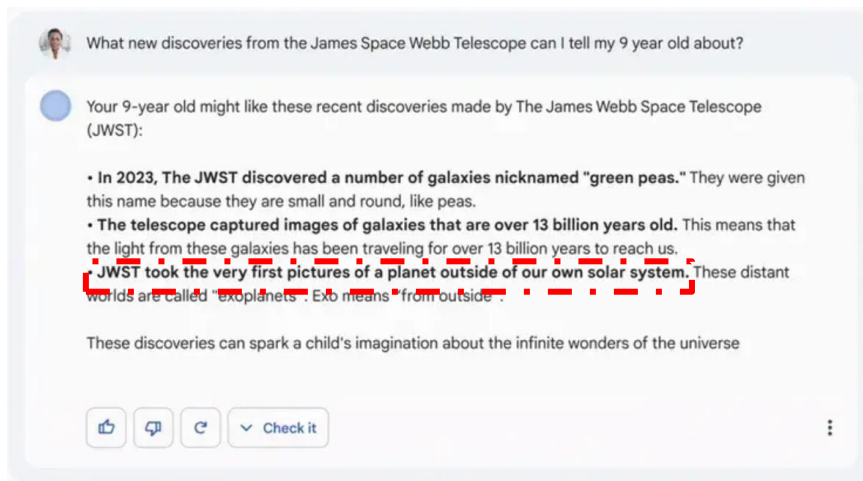 What new discoveries from the James Space Webb Telescope can I tell my 9 year old about?
Your 9-year old might like these recent discoveries made by The James Webb Space Telescope
(JWST):
• In 2023, The JWST discovered a number of galaxies nicknamed "green peas." They were given
this name because they are small and round, like peas.
• The telescope captured images of galaxies that are over 13 billion years old. This means that
the light from these galaxies has been traveling for over 13 billion years to reach us.
• JWST took the very first pictures of a planet outside of our own solar system. These distant
worlds are called "exoplanets". Exo means "from outside".
These discoveries can spark a child's imagination about the infinite wonders of the universe
Check it